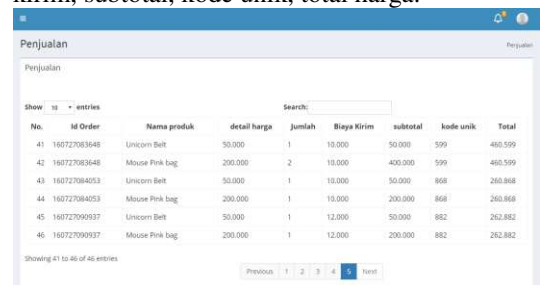 kirim, subtotal, kode unik, total harga.
Penjualan
Penjualan
Penjualan
Show 10 entries Search:
No. Id Order Nama produk detail harga Jumlah Biaya Kirim subtotal kode unik Total
41 160727083648 Unicorn Belt 50.000 1 10.000 50.000 599 460.599
42 160727083648 Mouse Pink bag 200.000 2 10.000 400.000 599 460.599
43 160727084053 Unicorn Belt 50.000 1 10.000 50.000 868 260.868
44 160727084053 Mouse Pink bag 200.000 1 10.000 200.000 868 260.868
45 160727090937 Unicorn Belt 50.000 1 12.000 50.000 882 262.882
46 160727090937 Mouse Pink bag 200.000 1 12.000 200.000 882 262.882
Showing 41 to 46 of 46 entries
Previous 1 2 3 4 5 Next